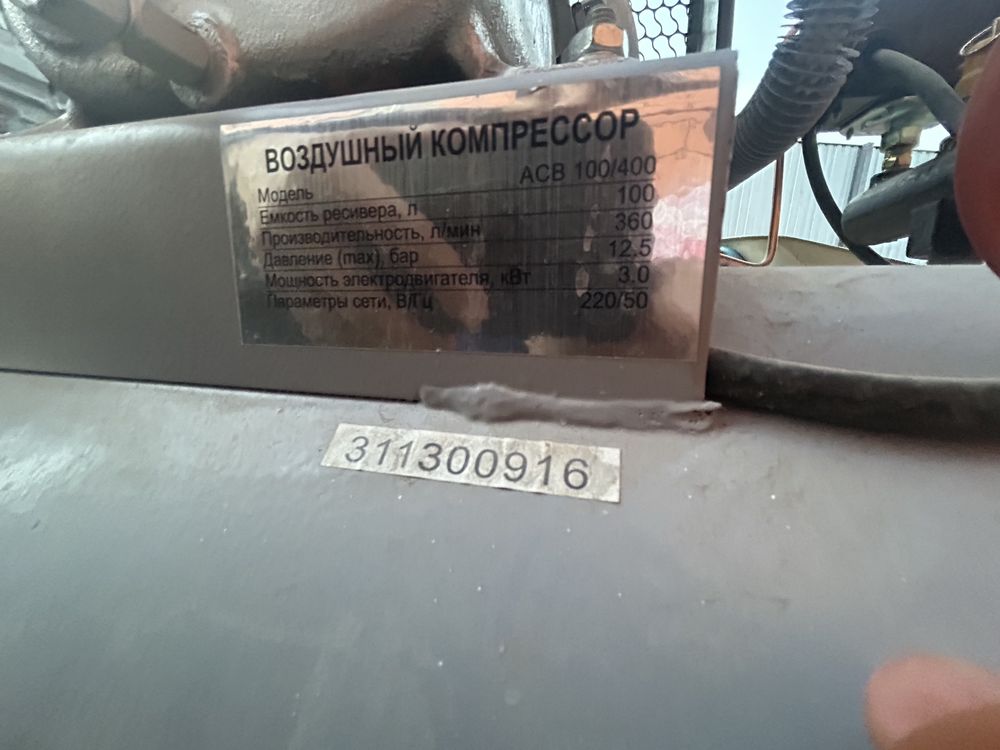 ВОЗДУШНЫЙ КОМПРЕССОР
Модель АСВ 100/400
Емкость ресивера, л 100
Производительность, л/мин 360
Давление (max), бар 12.5
Мощность электродвигателя, кВт 3.0
Параметры сети, В/Гц 220/50
311300916